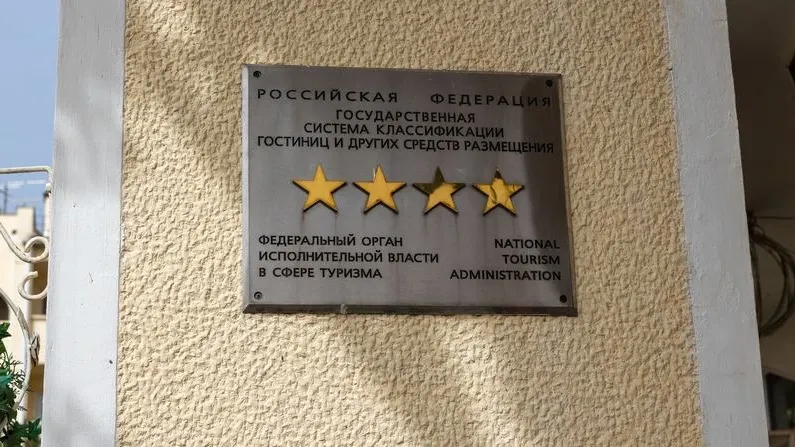 РОССИЙСКАЯ ФЕДЕРАЦИЯ
ГОСУДАРСТВЕННАЯ
СИСТЕМА КЛАССИФИКАЦИИ
ГОСТИНИЦ И ДРУГИХ СРЕДСТВ РАЗМЕЩЕНИЯ
ФЕДЕРАЛЬНЫЙ ОРГАН
ИСПОЛНИТЕЛЬНОЙ ВЛАСТИ
В СФЕРЕ ТУРИЗМА
NATIONAL
TOURISM
ADMINISTRATION